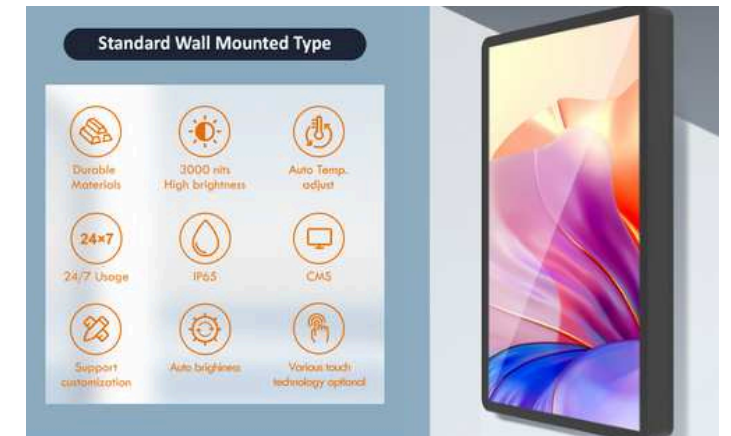 Standard Wall Mounted Type
Durable
Materials
3000 nits
High brightness
Auto Temp.
adjust
24×7
24/7 Usage
IP65
CMS
Support
customization
Auto brighiness
Various touch
technology optional